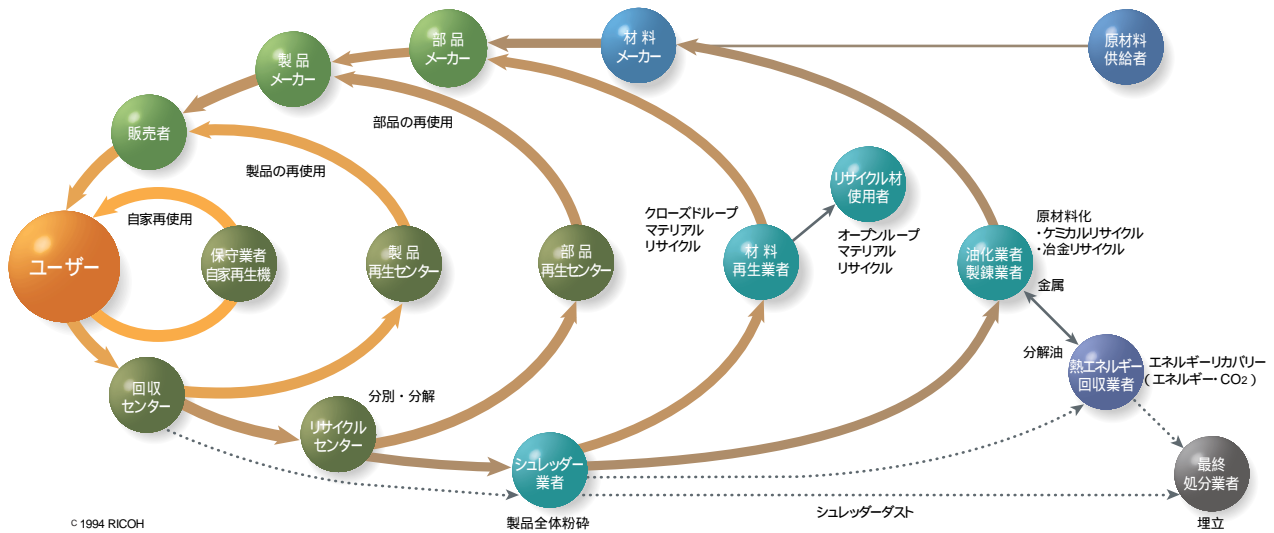 部品
メーカー
材料
メーカー
原材料
供給者
製品
メーカー
販売者
部品の再使用
製品の再使用
自家再使用
ユーザー
保守業者
自家再生機
製品
再生センター
部品
再生センター
クローズドループ
マテリアル
リサイクル
材料
再生業者
リサイクル材
使用者
オープンループ
マテリアル
リサイクル
原材料化
・ケミカルリサイクル
・冶金リサイクル
油化業者
製錬業者
金属
分解油
熱エネルギー
回収業者
エネルギーリカバリー
(エネルギー・CO2)
回収
センター
分別・分解
リサイクル
センター
シュレッダー
業者
製品全体粉砕
シュレッダーダスト
最終
処分業者
埋立
© 1994 RICOH